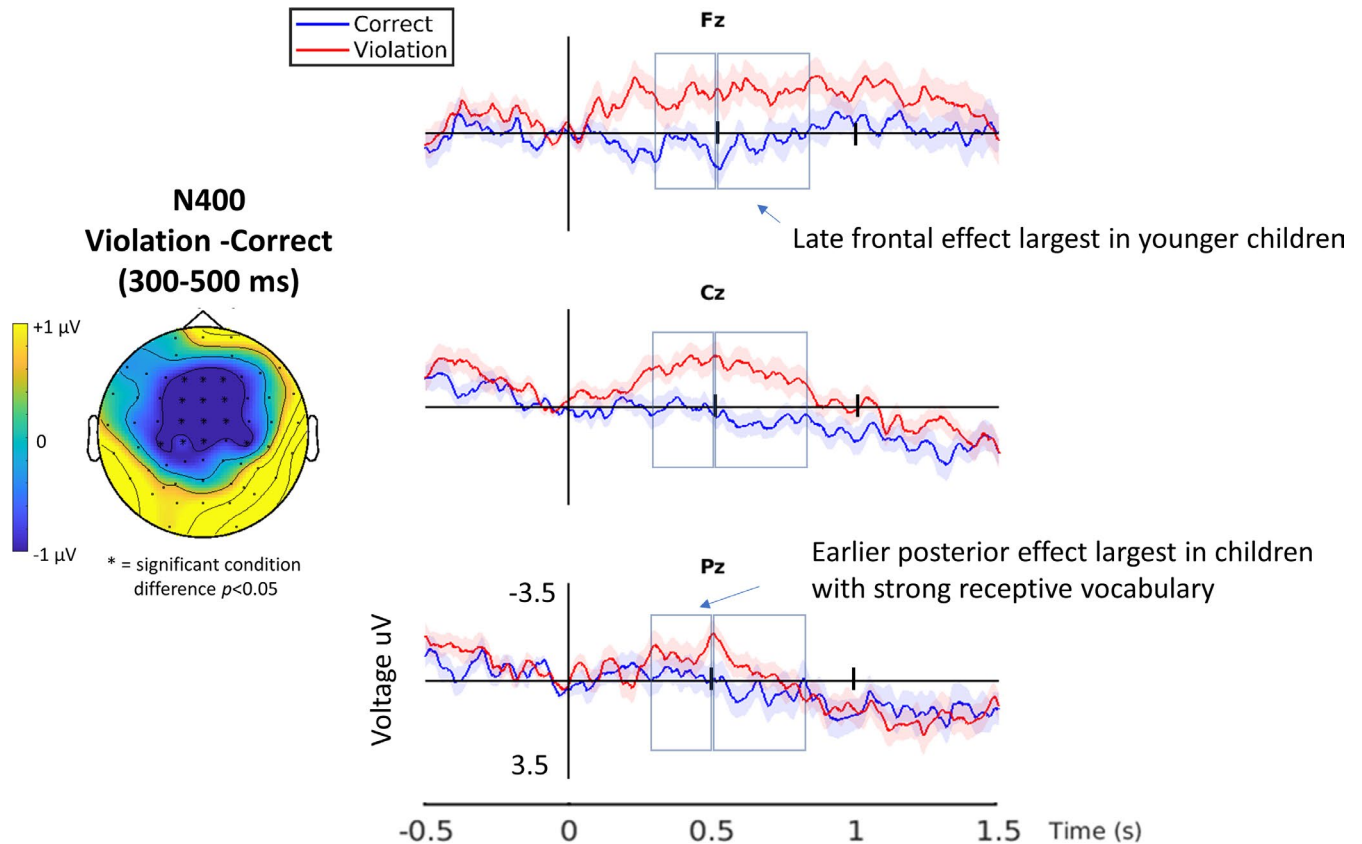 Correct
Violation
Fz
N400
Violation -Correct
(300-500 ms)
+1 µV
0
-1 µV
* = significant condition
difference p<0.05
Late frontal effect largest in younger children
Cz
Earlier posterior effect largest in children
with strong receptive vocabulary
Pz
-3.5
Voltage uV
3.5
-0.5 0 0.5 1 1.5 Time (s)